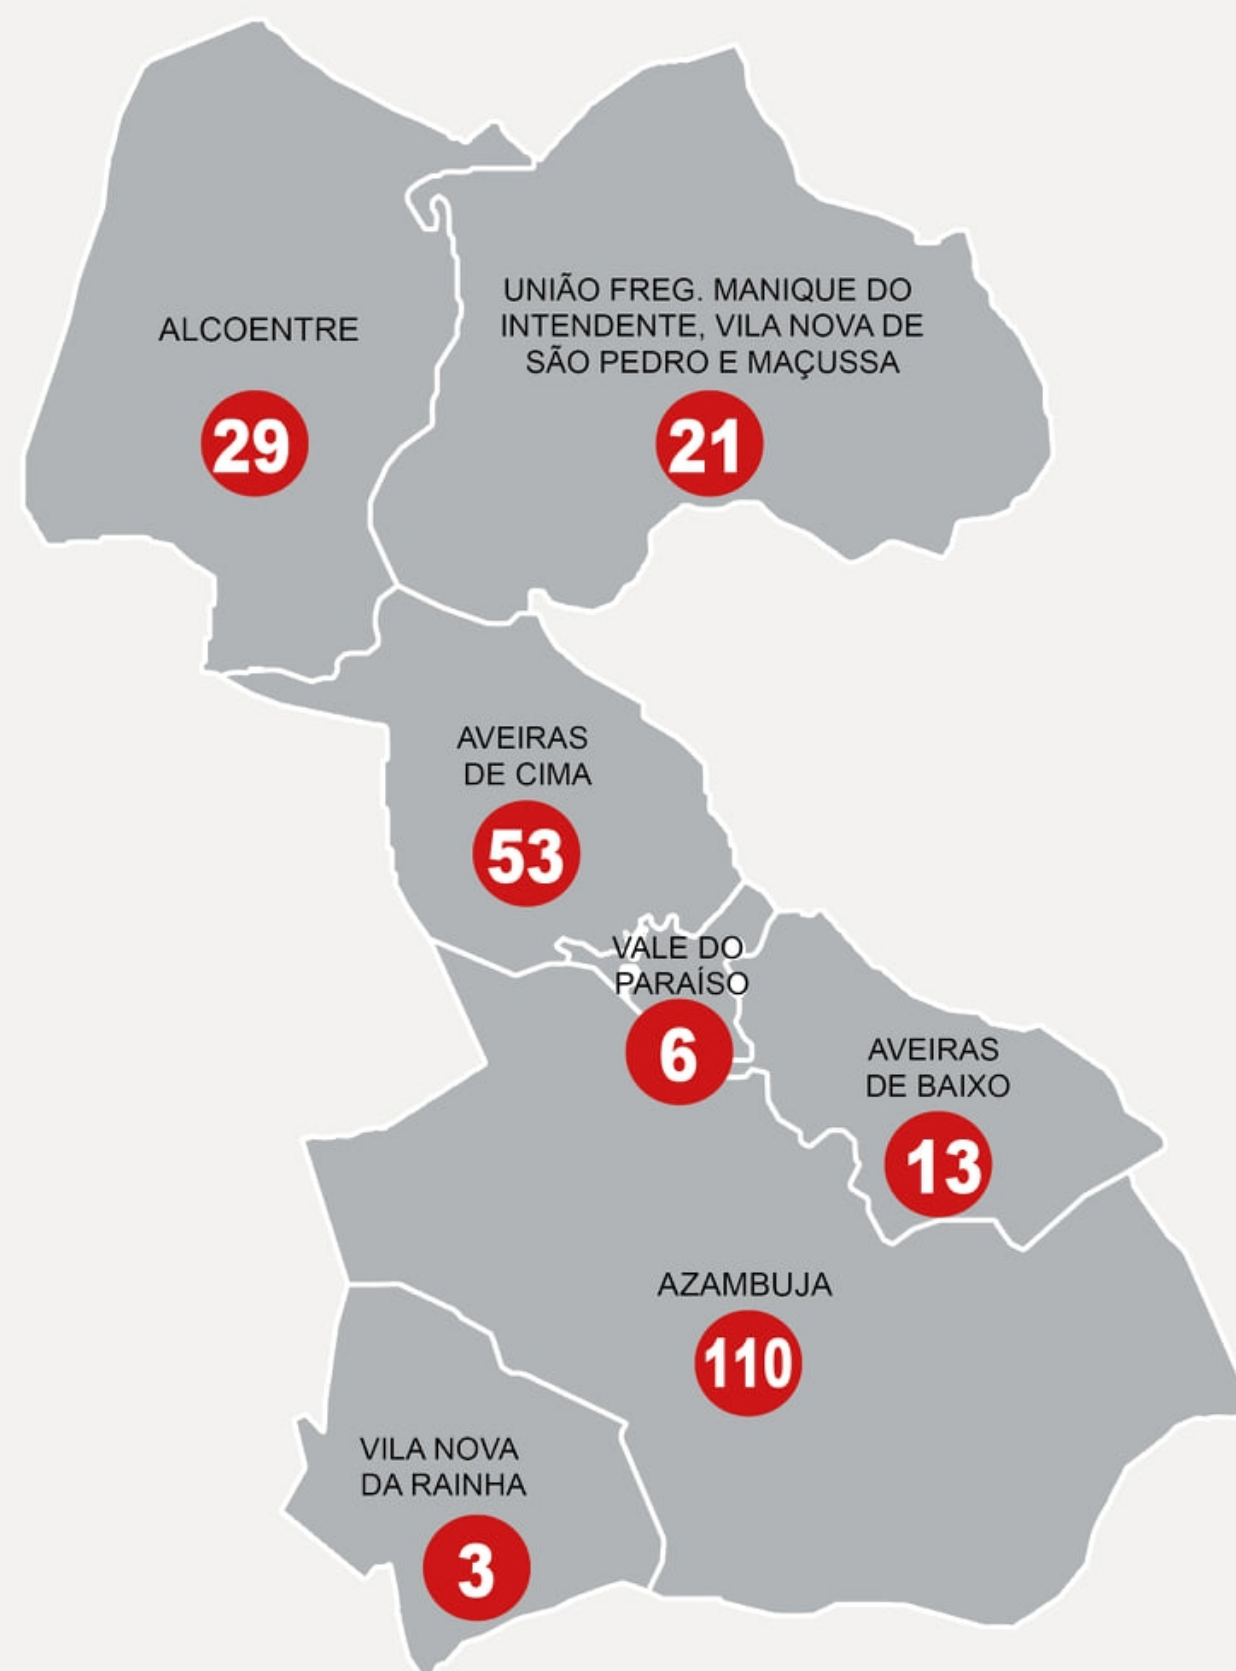 ALCOENTRE
29
UNIÃO FREG. MANIQUE DO
INTENDENTE, VILA NOVA DE
SÃO PEDRO E MAÇUSSA
21
AVEIRAS
DE CIMA
53
VALE DO
PARAÍSO
6
AVEIRAS
DE BAIXO
13
AZAMBUJA
110
VILA NOVA
DA RAINHA
3